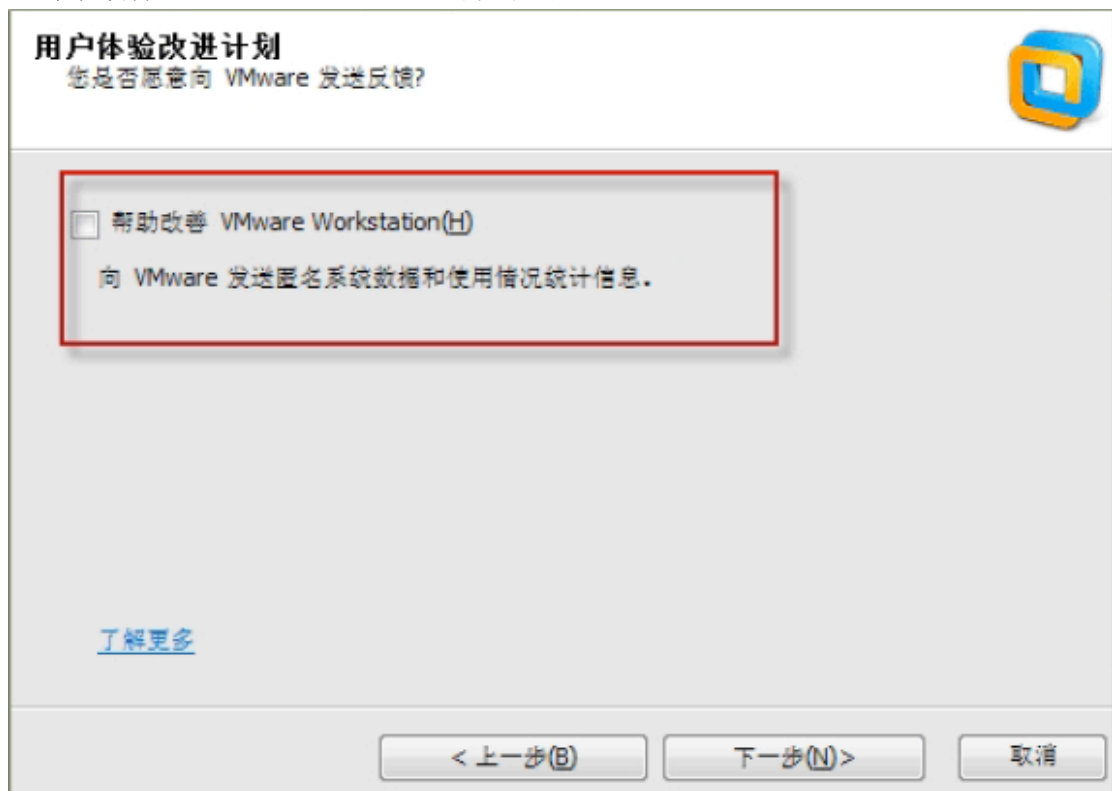 用户体验改进计划
您是否愿意向 VMware 发送反馈?
帮助改善 VMware Workstation(H)
向 VMware 发送匿名系统数据和使用情况统计信息.
了解更多
< 上一步(B)
下一步(N)>
取消